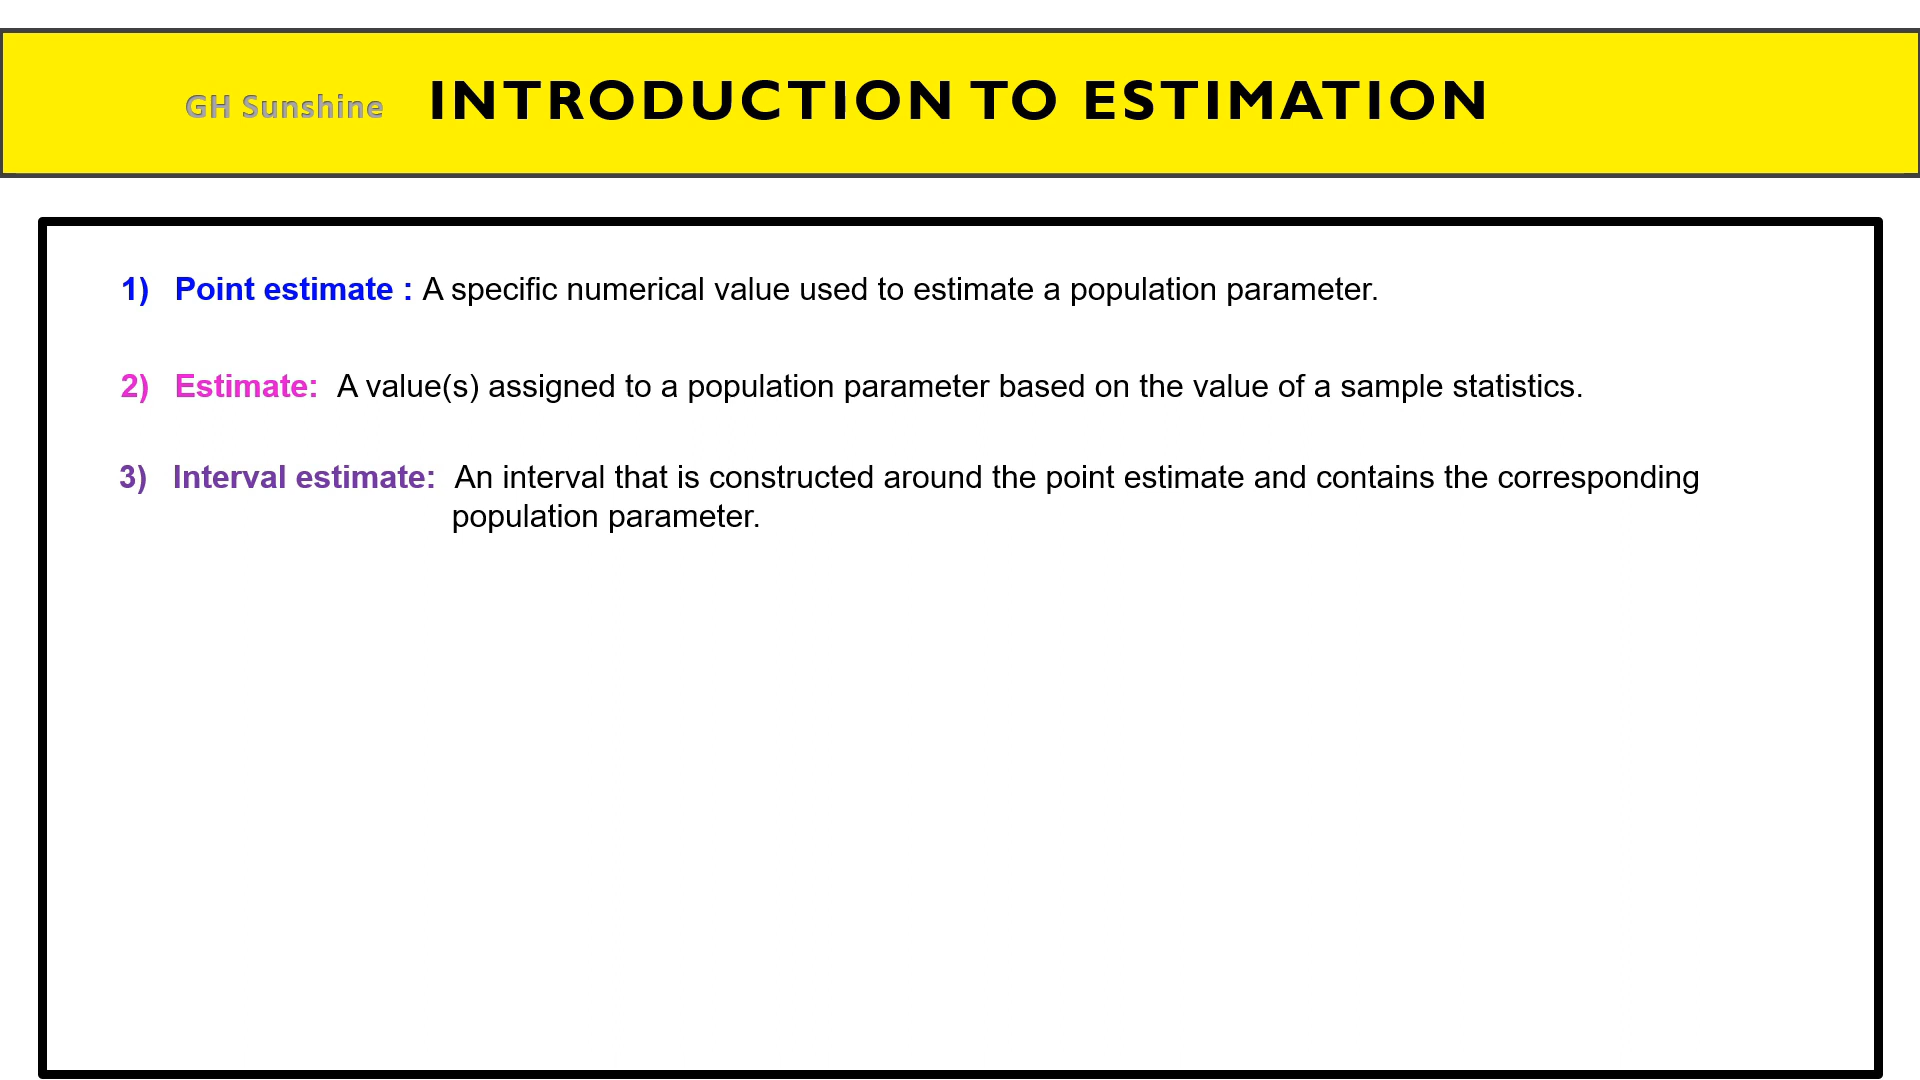 GH Sunshine INTRODUCTION TO ESTIMATION
1) Point estimate : A specific numerical value used to estimate a population parameter.
2) Estimate: A value(s) assigned to a population parameter based on the value of a sample statistics.
3) Interval estimate: An interval that is constructed around the point estimate and contains the corresponding
population parameter.